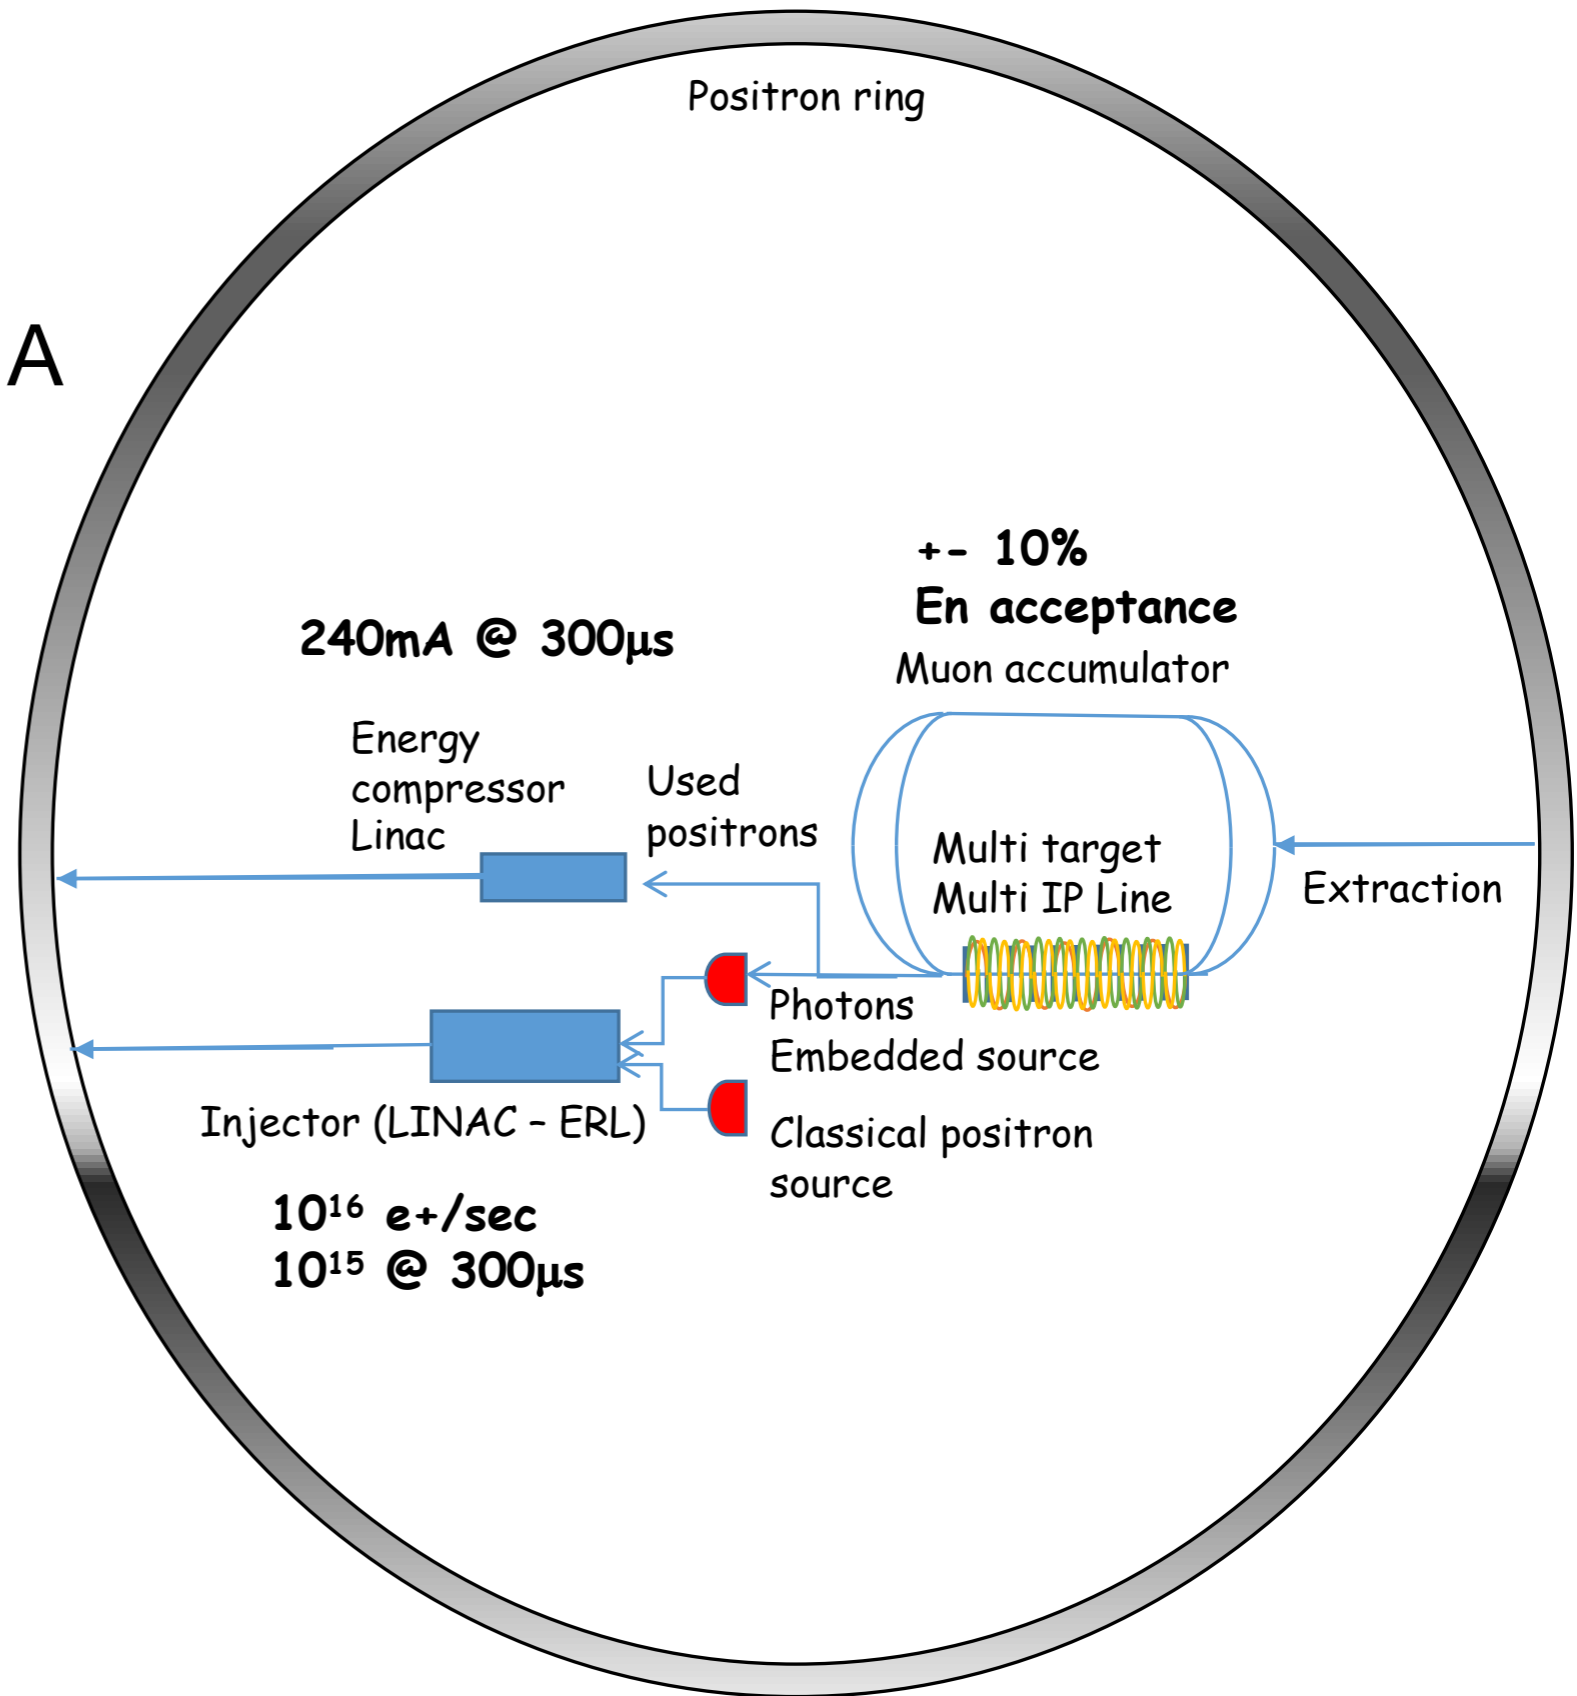 Positron ring
A
+- 10%
En acceptance
Muon accumulator
240mA @ 300μs
Energy
compressor
Linac
Used
positrons
Multi target
Multi IP Line
Extraction
Photons
Embedded source
Injector (LINAC – ERL)
Classical positron
source
10¹⁶ e+/sec
10¹⁵ @ 300μs